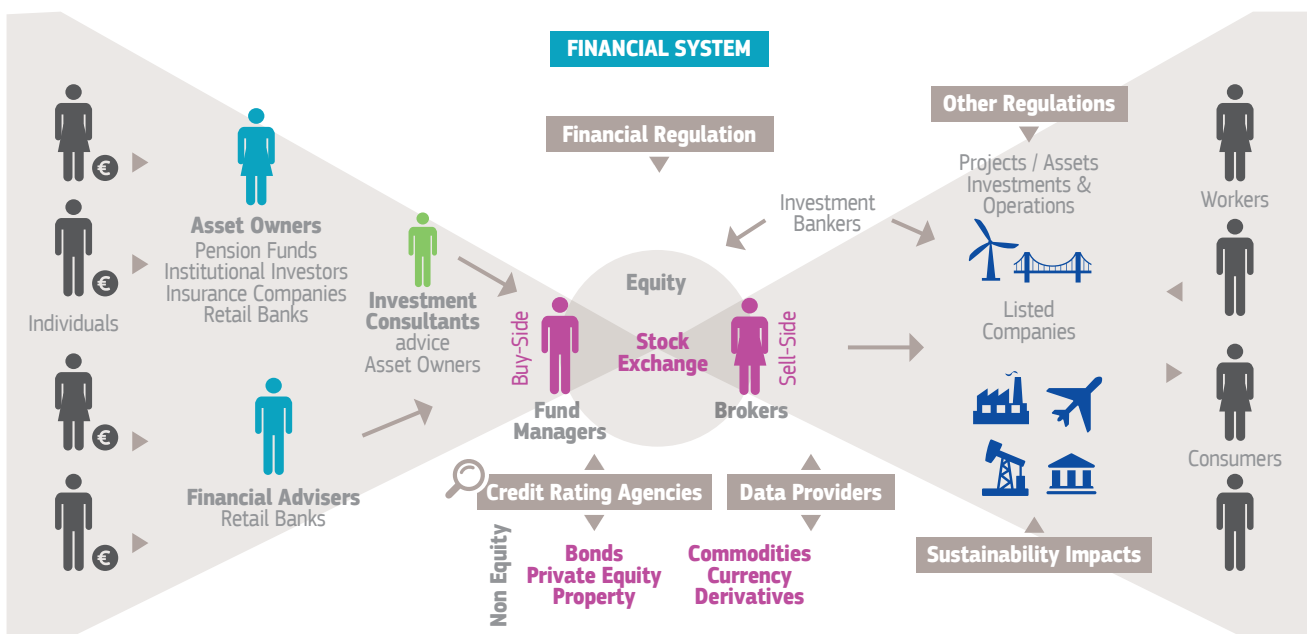 FINANCIAL SYSTEM
Financial Regulation
Other Regulations
€
€
Individuals
€
€
Asset Owners
Pension Funds
Institutional Investors
Insurance Companies
Retail Banks
Financial Advisers
Retail Banks
Investment
Consultants
advice
Asset Owners
Buy-Side
Fund
Managers
Equity
Stock
Exchange
Sell-Side
Brokers
Investment
Bankers
Projects / Assets
Investments &
Operations
Listed
Companies
Workers
Consumers
Credit Rating Agencies
Data Providers
Non Equity
Bonds
Private Equity
Property
Commodities
Currency
Derivatives
Sustainability Impacts